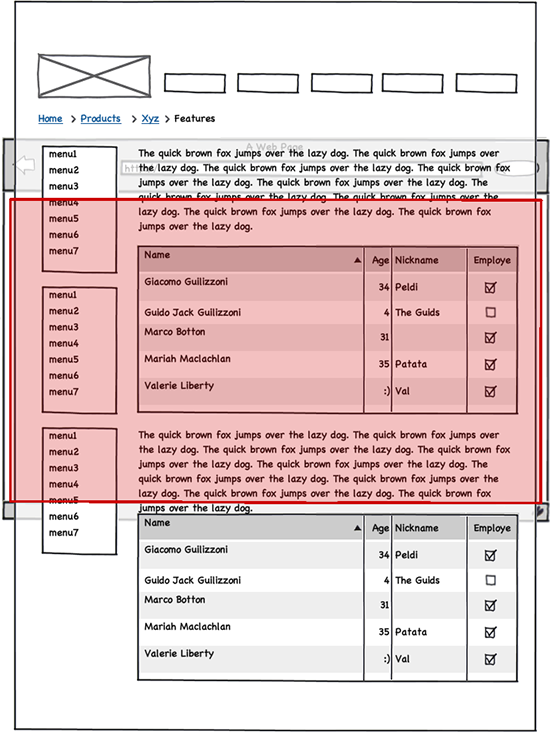 Home > Products > Xyz > Features
A Web Page
menu1
menu2
menu3
menu4
menu5
menu6
menu7
The quick brown fox jumps over the lazy dog. The quick brown fox
jumps over the lazy dog. The quick brown fox jumps over the lazy
dog. The quick brown fox jumps over the lazy dog. The quick brown fox
jumps over the lazy dog. The quick brown fox jumps over the lazy dog. The
quick brown fox jumps over the lazy dog. The quick brown fox jumps over the
lazy dog. The quick brown fox jumps over the lazy dog. The quick brown fox
jumps over the lazy dog.
Name Age Nickname Employe
Giacomo Guilizzoni 34 Peldi
Guido Jack Guilizzoni 4 The Guids
Marco Botton 31
Mariah Maclachlan 35 Patata
Valerie Liberty :) Val
menu1
menu2
menu3
menu4
menu5
menu6
menu7
menu1
menu2
menu3
menu4
menu5
menu6
menu7
The quick brown fox jumps over the lazy dog. The quick brown fox
jumps over the lazy dog. The quick brown fox jumps over the lazy dog. The
quick brown fox jumps over the lazy dog. The quick brown fox
jumps over the lazy dog. The quick brown fox jumps over the
lazy dog. The quick brown fox jumps over the lazy dog. The quick brown fox
jumps over the lazy dog.
Name Age Nickname Employe
Giacomo Guilizzoni 34 Peldi
Guido Jack Guilizzoni 4 The Guids
Marco Botton 31
Mariah Maclachlan 35 Patata
Valerie Liberty :) Val